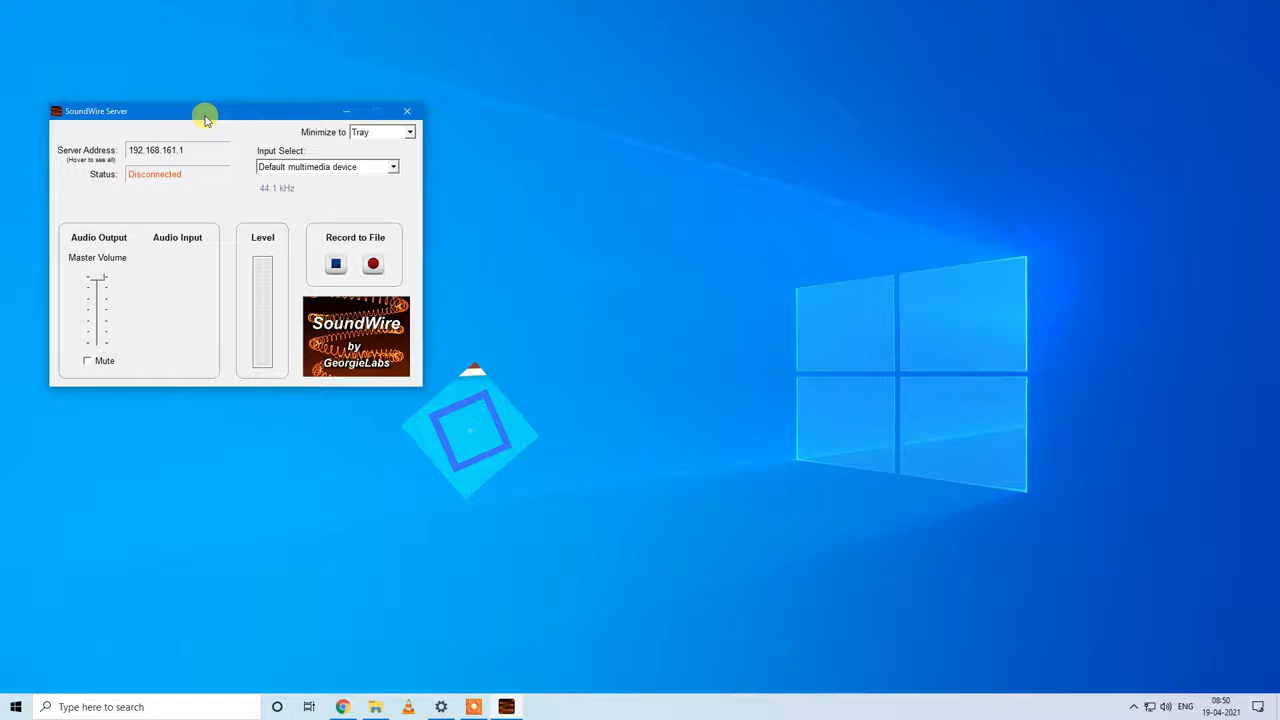 SoundWire Server
Minimize to Tray
Server Address: 192.168.161.1
(Hover to see all)
Status: Disconnected
Input Select:
Default multimedia device
44.1 kHz
Audio Output Audio Input
Master Volume
Mute
Level
Record to File
SoundWire
by
GeorgieLabs
Type here to search
ENG
08:50
19-04-2021